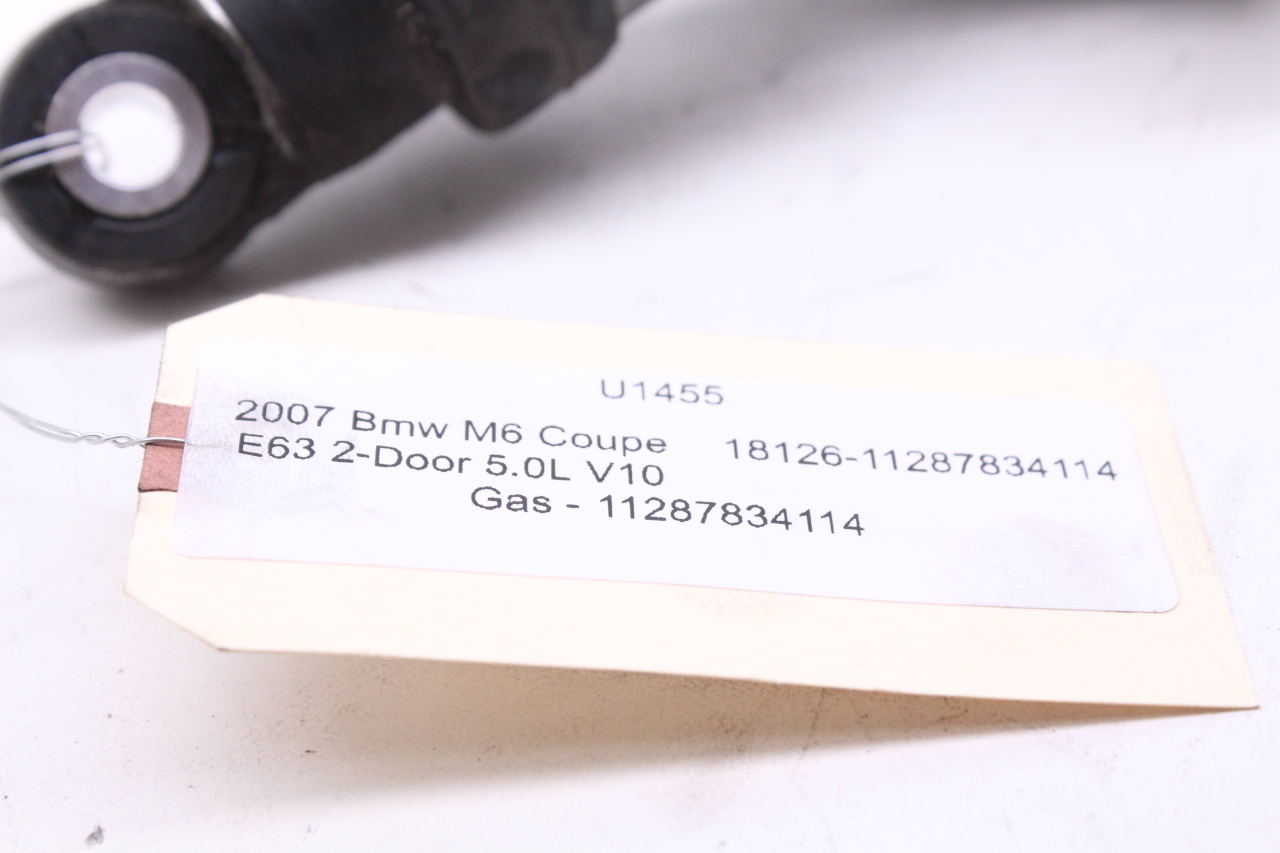 U1455
2007 Bmw M6 Coupe 18126-11287834114
E63 2-Door 5.0L V10
Gas - 11287834114